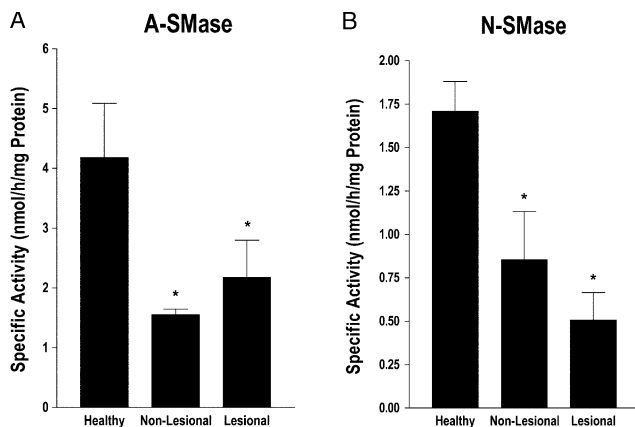 A
A-SMase
Specific Activity (nmol/h/mg Protein)
6
5
4
3
2
1
0
*
*
Healthy Non-Lesional Lesional
B
N-SMase
Specific Activity (nmol/h/mg Protein)
2.00
1.75
1.50
1.25
1.00
0.75
0.50
0.25
0.00
*
*
Healthy Non-Lesional Lesional